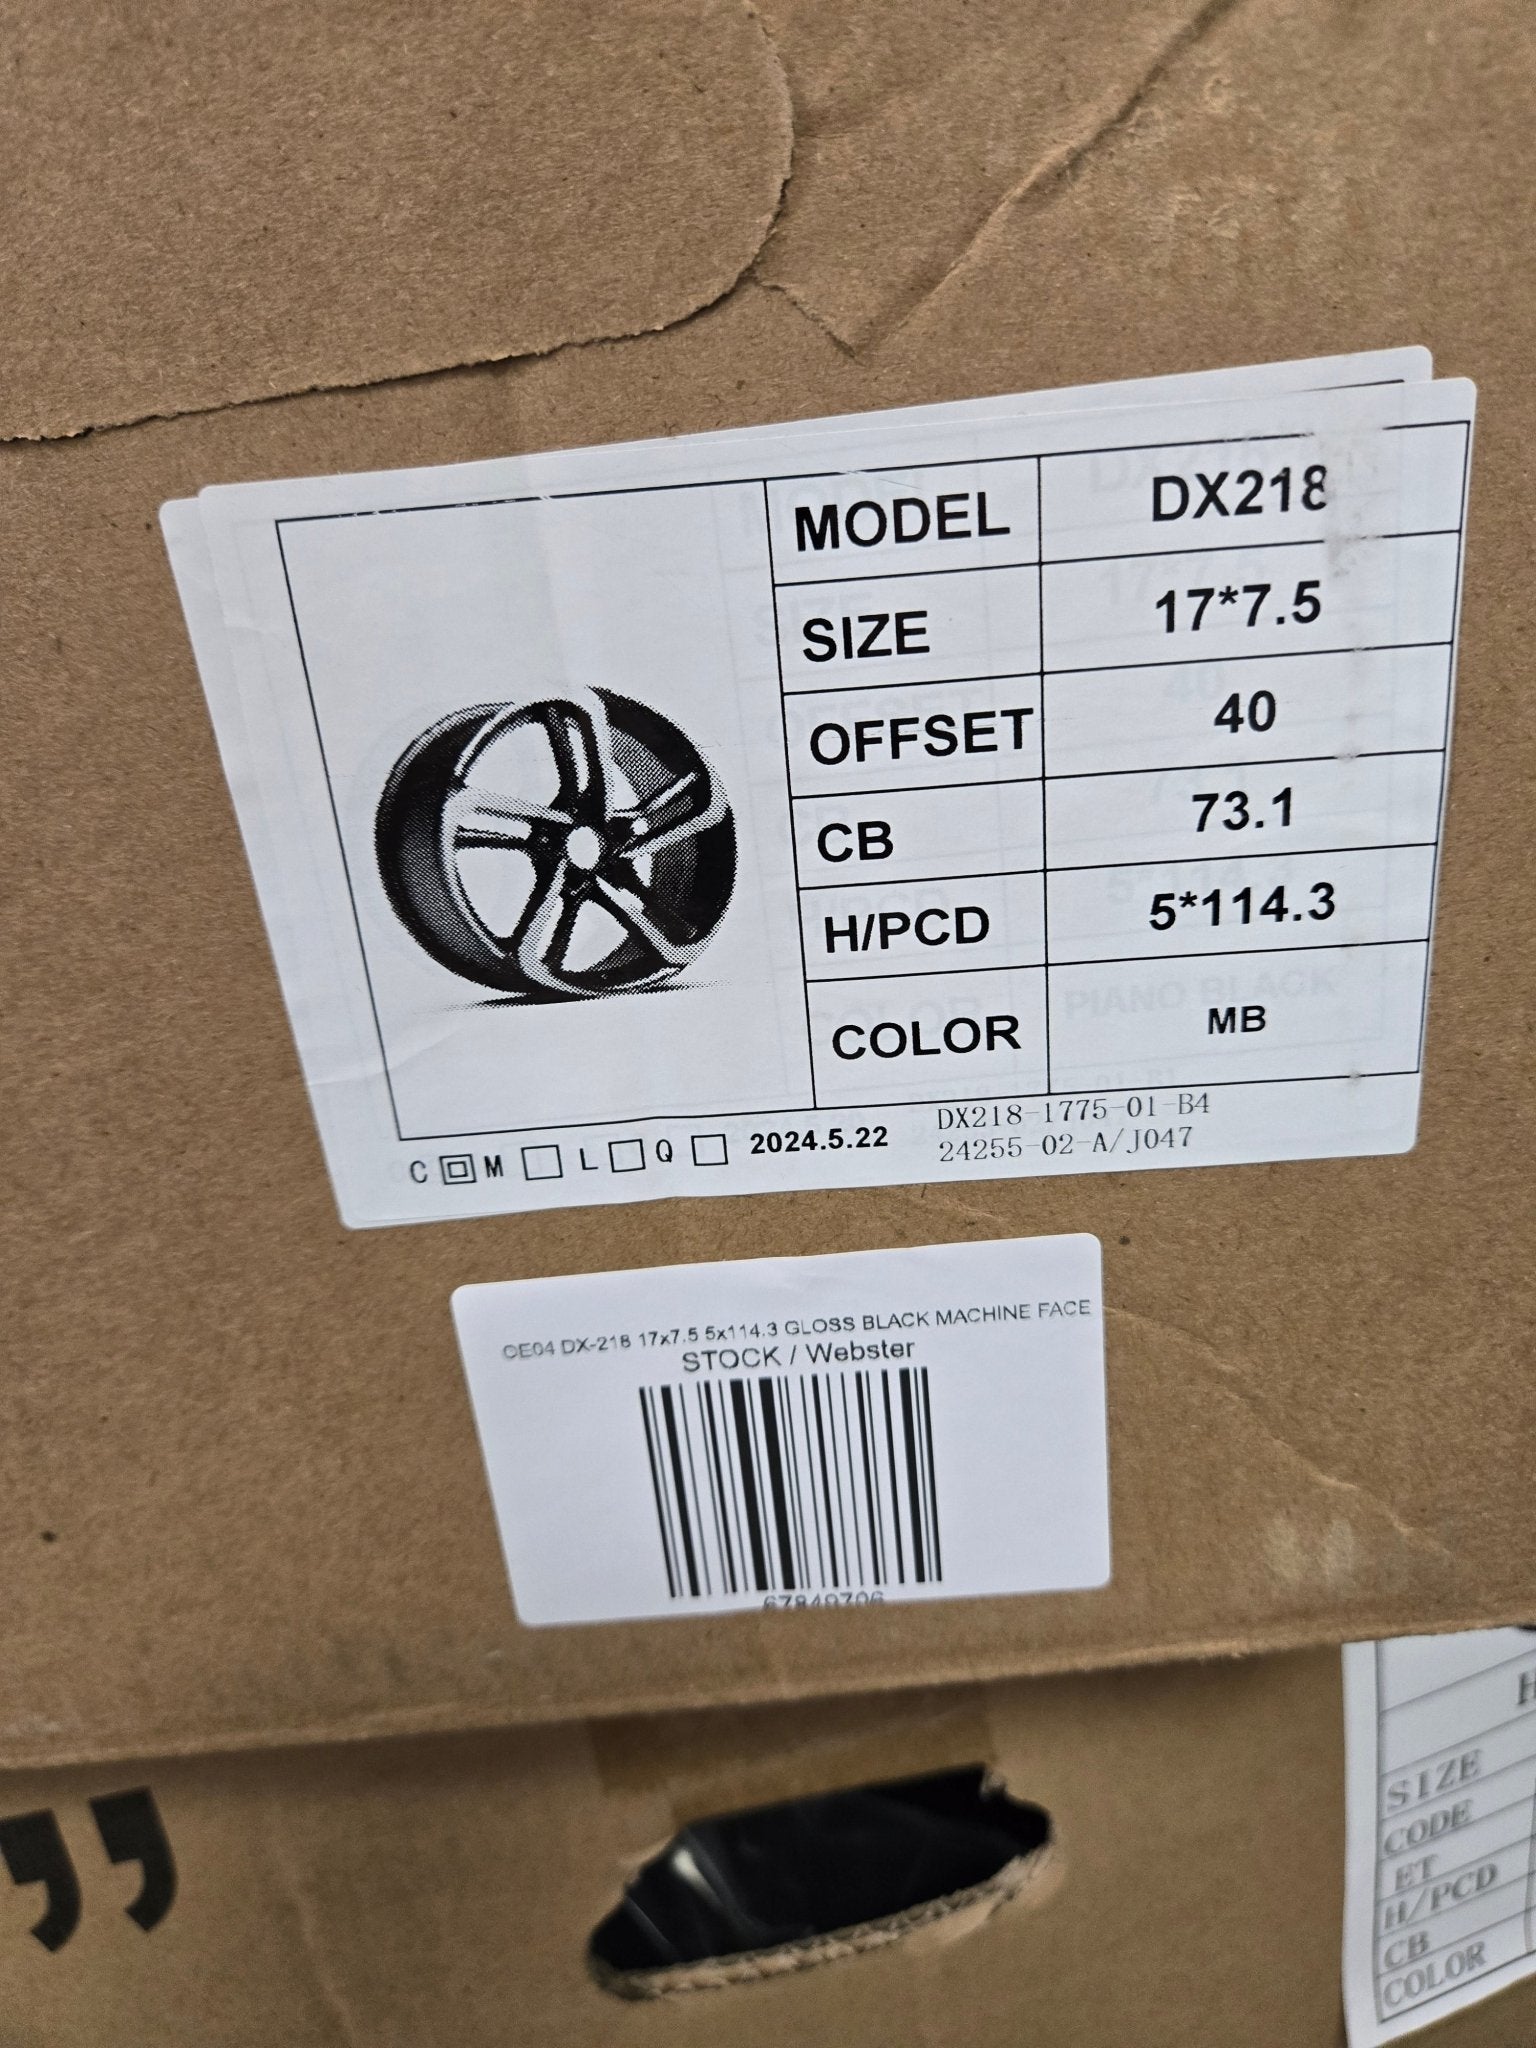 MODEL DX218
SIZE 17*7.5
OFFSET 40
CB 73.1
H/PCD 5*114.3
COLOR MB
C M L Q 2024.5.22
DX218-1775-01-B4
24255-02-A/J047
OE04 DX-218 17x7.5 5x114.3 GLOSS BLACK MACHINE FACE
STOCK / Webster
67849706
”
SIZE
CODE
ET
H/PCD
CB
COLOR